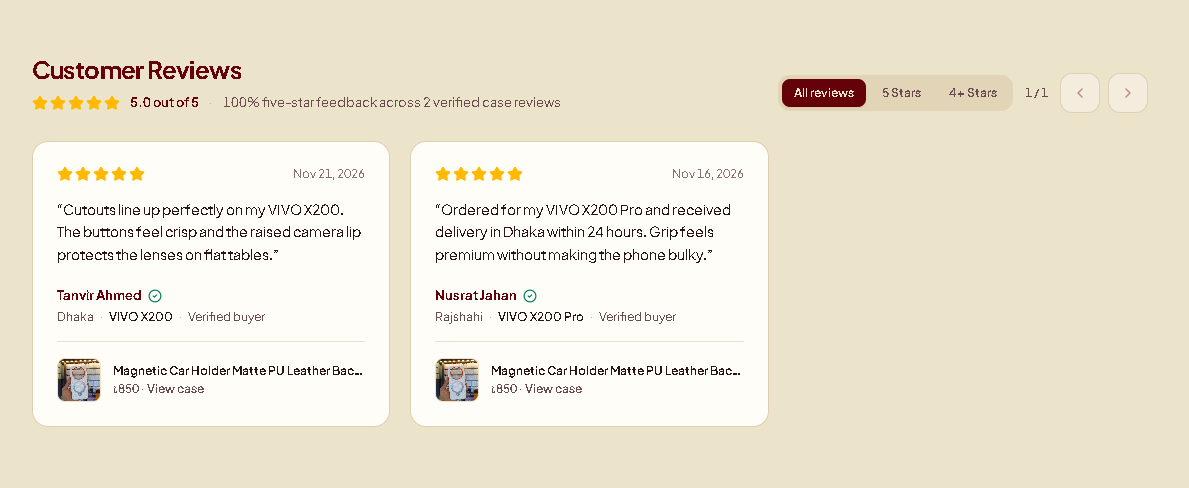 Customer Reviews
5.0 out of 5 · 100% five-star feedback across 2 verified case reviews
All reviews 5 Stars 4+ Stars 1 / 1
Nov 21, 2026
“Cutouts line up perfectly on my VIVO X200.
The buttons feel crisp and the raised camera lip
protects the lenses on flat tables.”
Tanvir Ahmed
Dhaka · VIVO X200 · Verified buyer
Magnetic Car Holder Matte PU Leather Bac...
৳850 · View case
Nov 16, 2026
“Ordered for my VIVO X200 Pro and received
delivery in Dhaka within 24 hours. Grip feels
premium without making the phone bulky.”
Nusrat Jahan
Rajshahi · VIVO X200 Pro · Verified buyer
Magnetic Car Holder Matte PU Leather Bac...
৳850 · View case